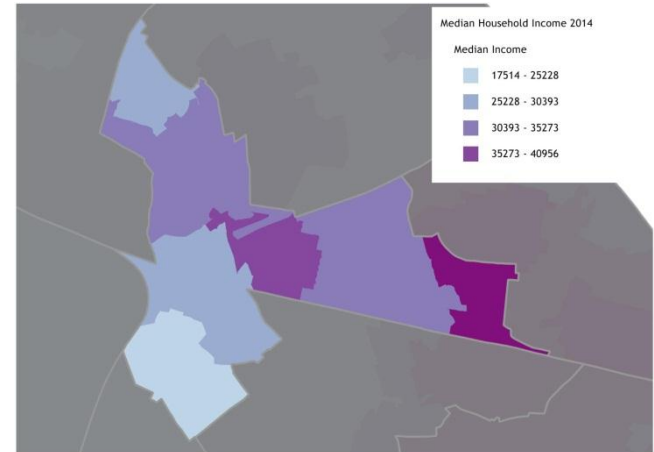 Median Household Income 2014
Median Income
17514 - 25228
25228 - 30393
30393 - 35273
35273 - 40956